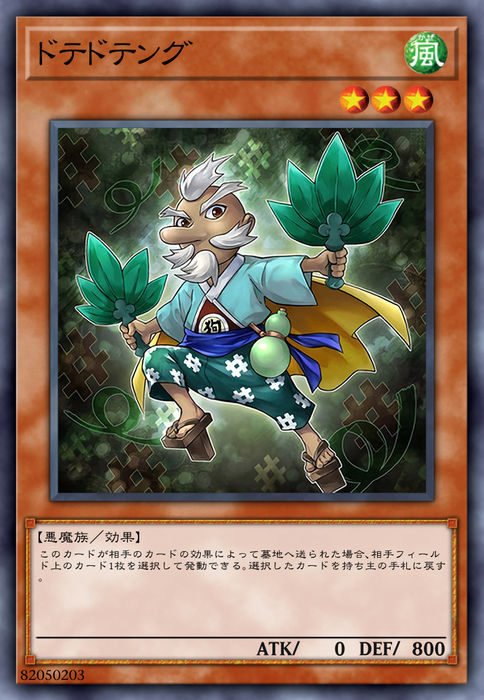 ドテドテング
かぜ
風
狗
【悪魔族／効果】
このカードが相手のカードの効果によって墓地へ送られた場合、相手フィール
ド上のカード1枚を選択して発動できる。選択したカードを持ち主の手札に戻す
。
ATK/ 0 DEF/ 800
82050203